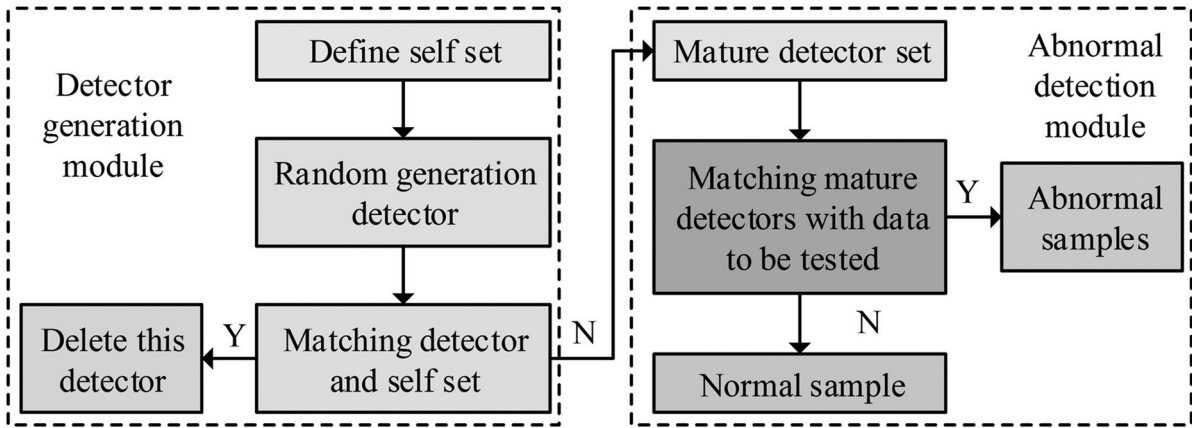 Detector
generation
module
Define self set
Random generation
detector
Matching detector
and self set
Y
Delete this
detector
N
Mature detector set
Matching mature
detectors with data
to be tested
Y
Abnormal
samples
N
Normal sample
Abnormal
detection
module